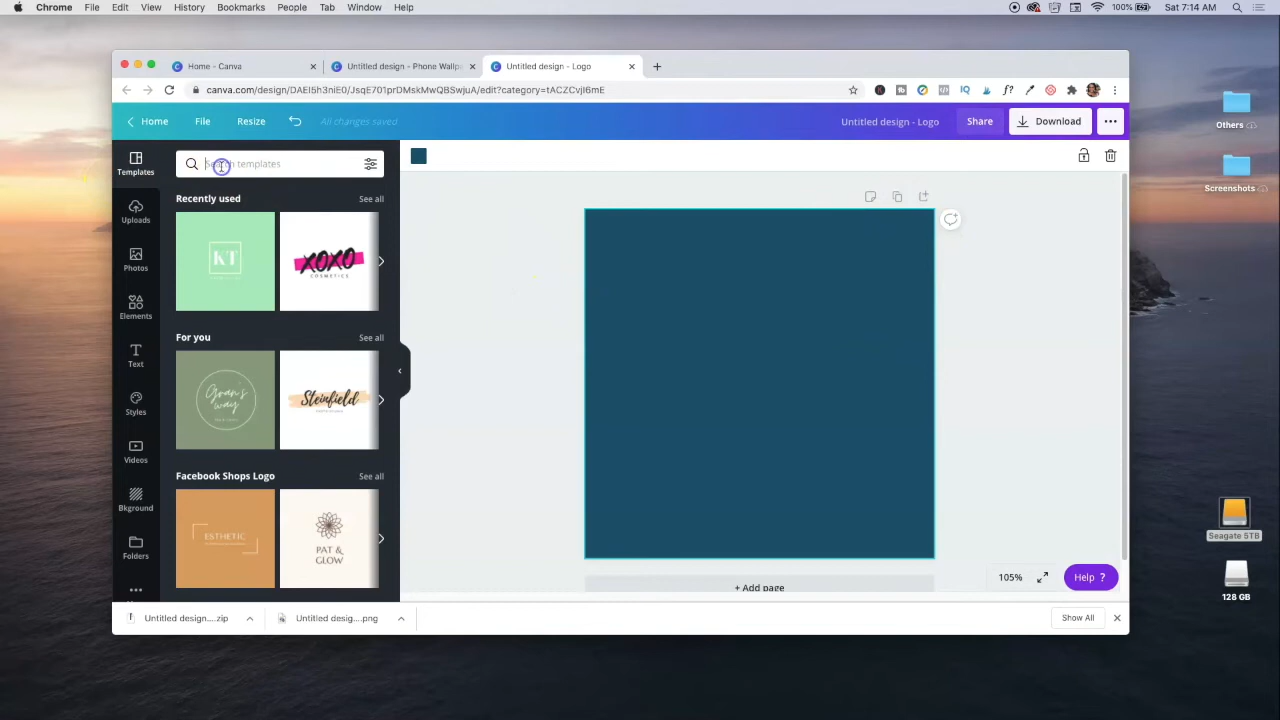 Chrome File Edit View History Bookmarks People Tab Window Help 100% Sat 7:14 AM
Home - Canva Untitled design - Phone Wallp Untitled design - Logo
canva.com/design/DAEI5h3niE0/JsqE701prDMskMwQBSwjuA/edit?category=tACZCvjI6mE
Home File Resize All changes saved Untitled design - Logo Share Download
Templates
Uploads
Photos
Elements
Text
Styles
Videos
Bkground
Folders
Search templates
Recently used See all
KT
XOXO
COSMETICS
For you See all
Gran's
way
Steinfield
Facebook Shops Logo See all
ESTHETIC
PAT &
GLOW
+ Add page
105% Help ?
Untitled design....zip Untitled desig....png Show All
Others
Screenshots
Seagate 5TB
128 GB